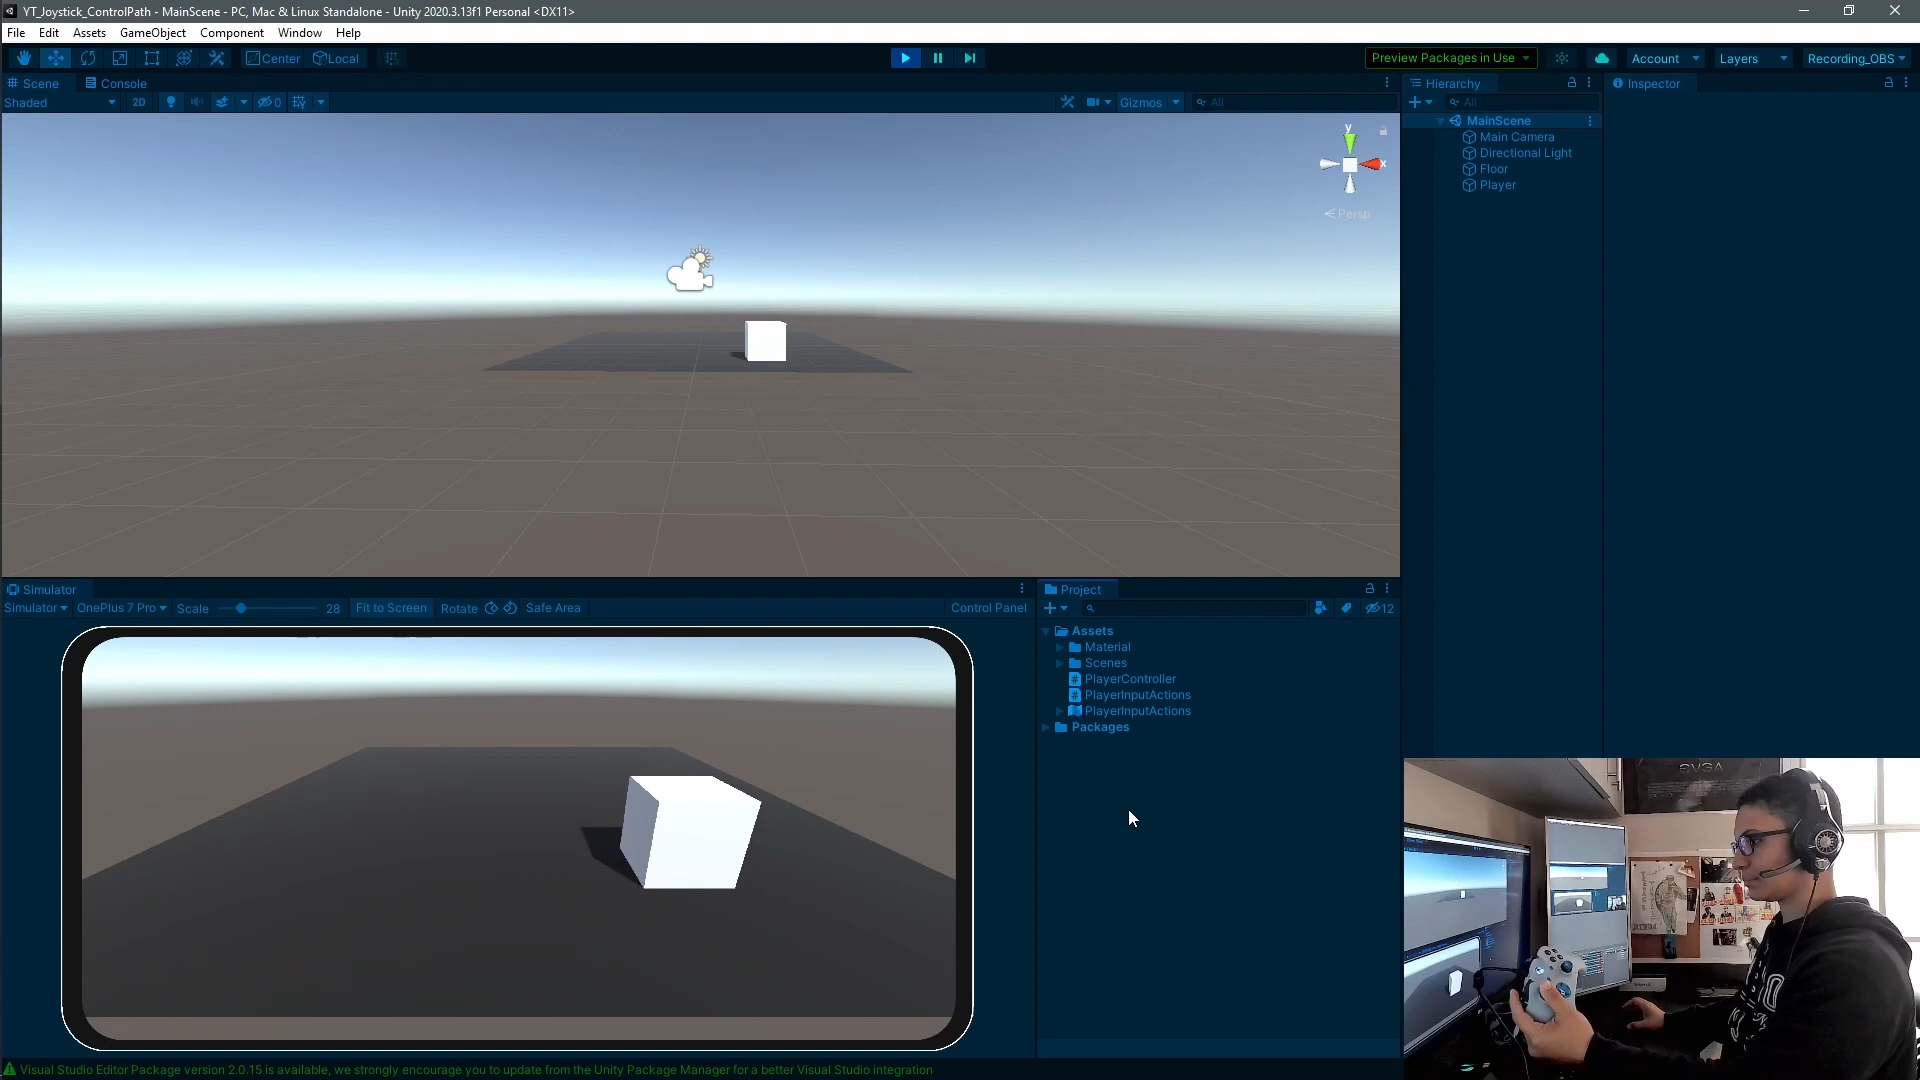 YT_Joystick_ControlPath - MainScene - PC, Mac & Linux Standalone - Unity 2020.3.13f1 Personal <DX11>
File Edit Assets GameObject Component Window Help
Center Local Preview Packages in Use Account Layers Recording_OBS
Scene Console
Shaded 2D 0 Gizmos All
y
x
Persp
Hierarchy
All
MainScene
Main Camera
Directional Light
Floor
Player
Inspector
Simulator
Simulator OnePlus 7 Pro Scale 28 Fit to Screen Rotate Safe Area Control Panel
Project
12
Assets
Material
Scenes
PlayerController
PlayerInputActions
PlayerInputActions
Packages
EVGA
Visual Studio Editor Package version 2.0.15 is available, we strongly encourage you to update from the Unity Package Manager for a better Visual Studio integration